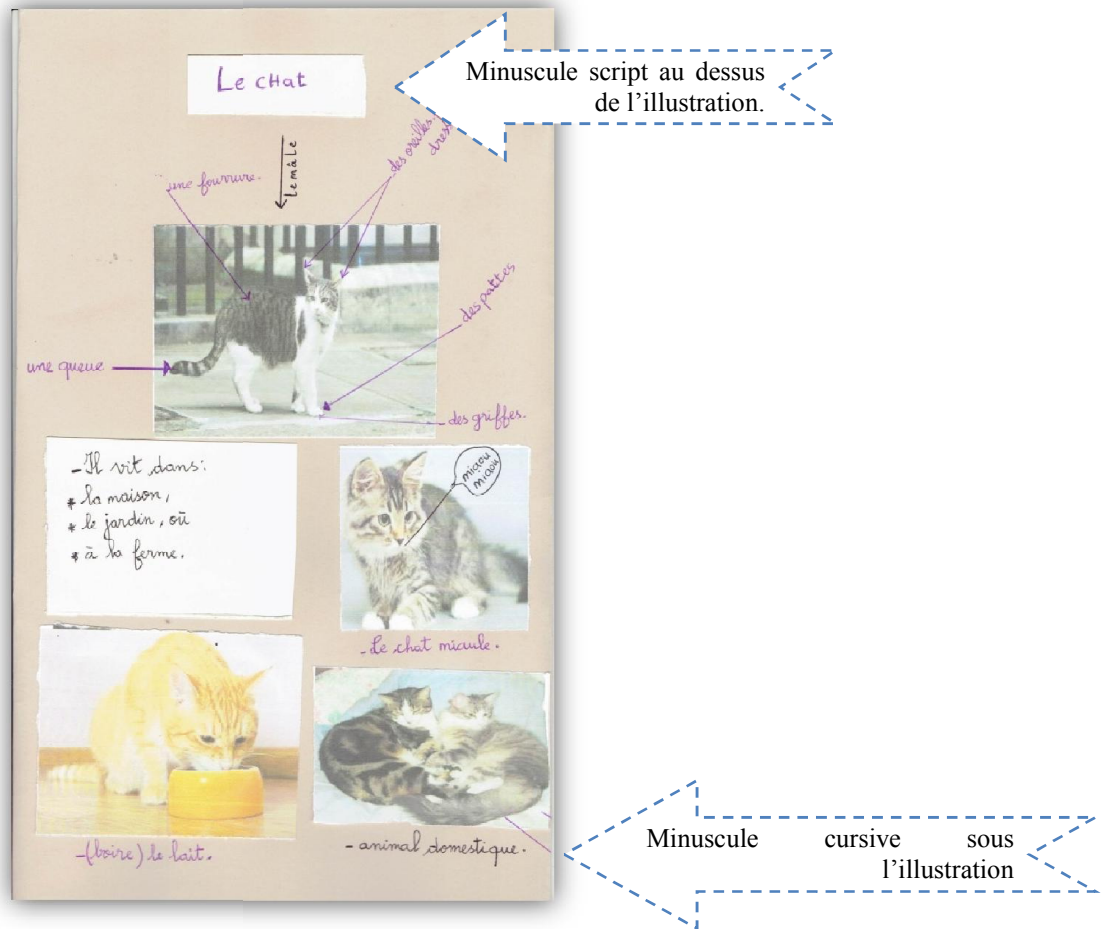 Le cHat
Minuscule script au dessus
de l’illustration.
le mâle
des oreilles
une fourrure.
des pattes
une queue
des griffes.
-Il vit dans:
* la maison,
* le jardin, où
* à la ferme.
miaou
miaou
-Le chat miaule.
-(boire) le lait.
- animal domestique.
Minuscule cursive sous
l’illustration